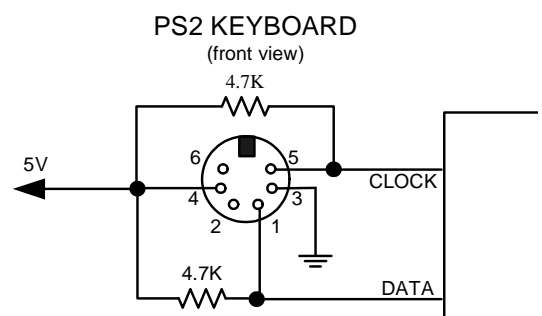 PS2 KEYBOARD
(front view)
4.7K
6
5
5V
CLOCK
4
3
2
1
4.7K
DATA